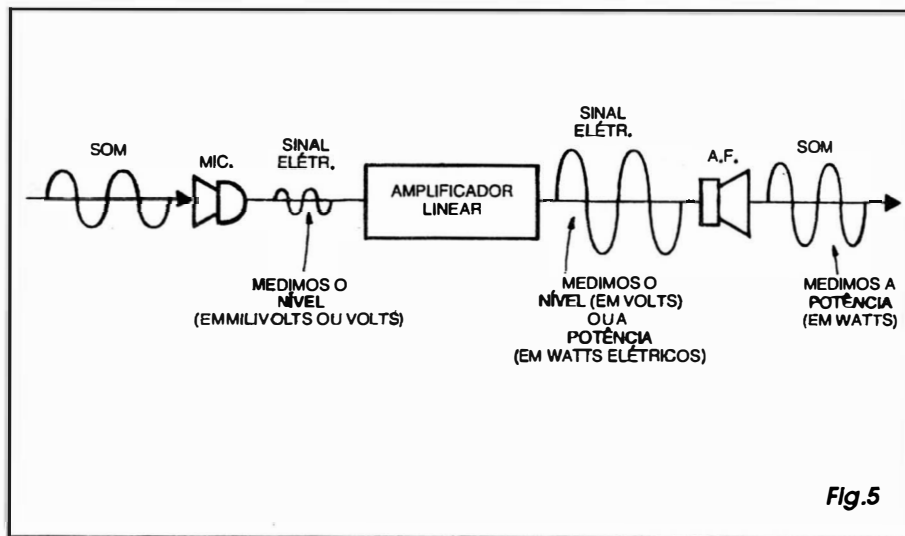 SOM
MIC.
SINAL
ELÉTR.
AMPLIFICADOR
LINEAR
SINAL
ELÉTR.
A.F.
SOM
MEDIMOS O
NÍVEL
(EMMILIVOLTS OU VOLTS)
MEDIMOS O
NÍVEL (EM VOLTS)
OU A
POTÊNCIA
(EM WATTS ELÉTRICOS)
MEDIMOS A
POTÊNCIA
(EM WATTS)
Fig.5